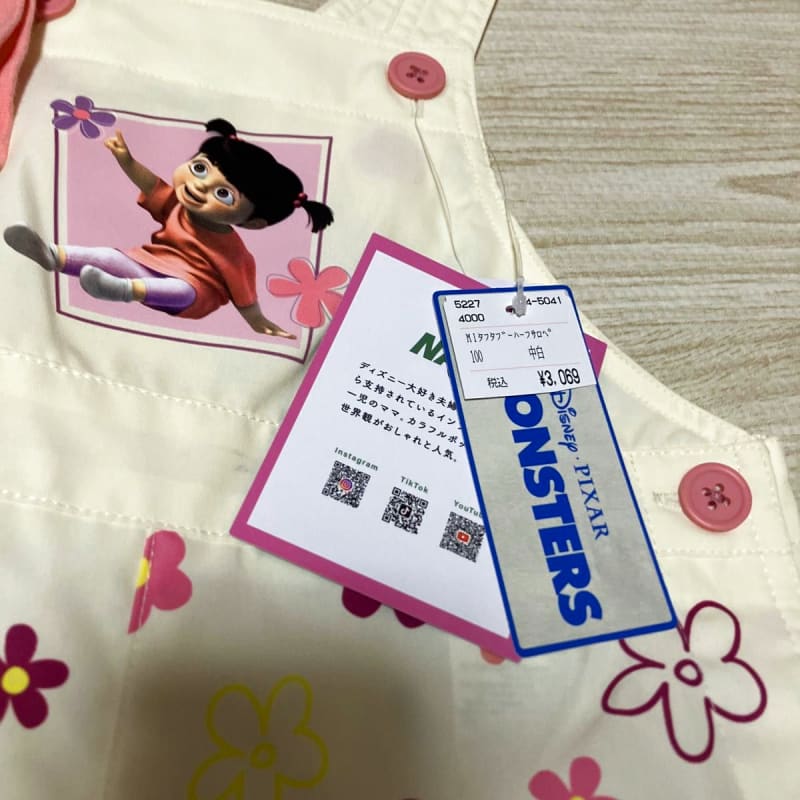 ディズニー大好き夫婦
ら支持されているイン
一児のママ。カラフルポッ
世界観がおしゃれと人気。
Instagram
TikTok
5227
4-5041
4000
MIタフタブーハーフサロペ
100
中白
税込
¥3,069
Disney · PIXAR
ONSTERS